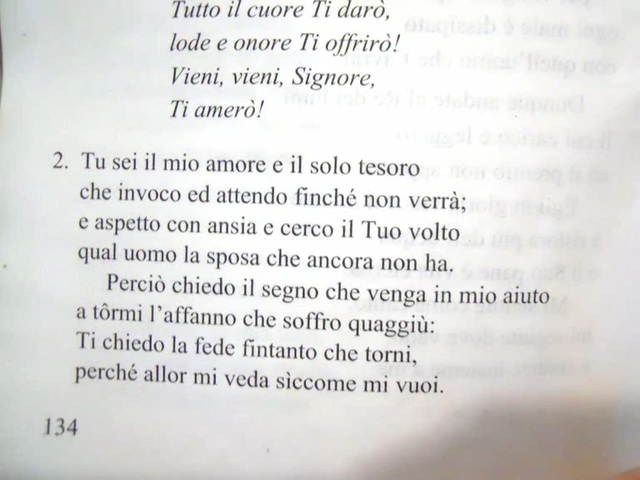 Tutto il cuore Ti darò,
lode e onore Ti offrirò!
Vieni, vieni, Signore,
Ti amerò!
2. Tu sei il mio amore e il solo tesoro
che invoco ed attendo finché non verrà;
e aspetto con ansia e cerco il Tuo volto
qual uomo la sposa che ancora non ha.
Perciò chiedo il segno che venga in mio aiuto
a tôrmi l'affanno che soffro quaggiù:
Ti chiedo la fede fintanto che torni,
perché allor mi veda siccome mi vuoi.
134